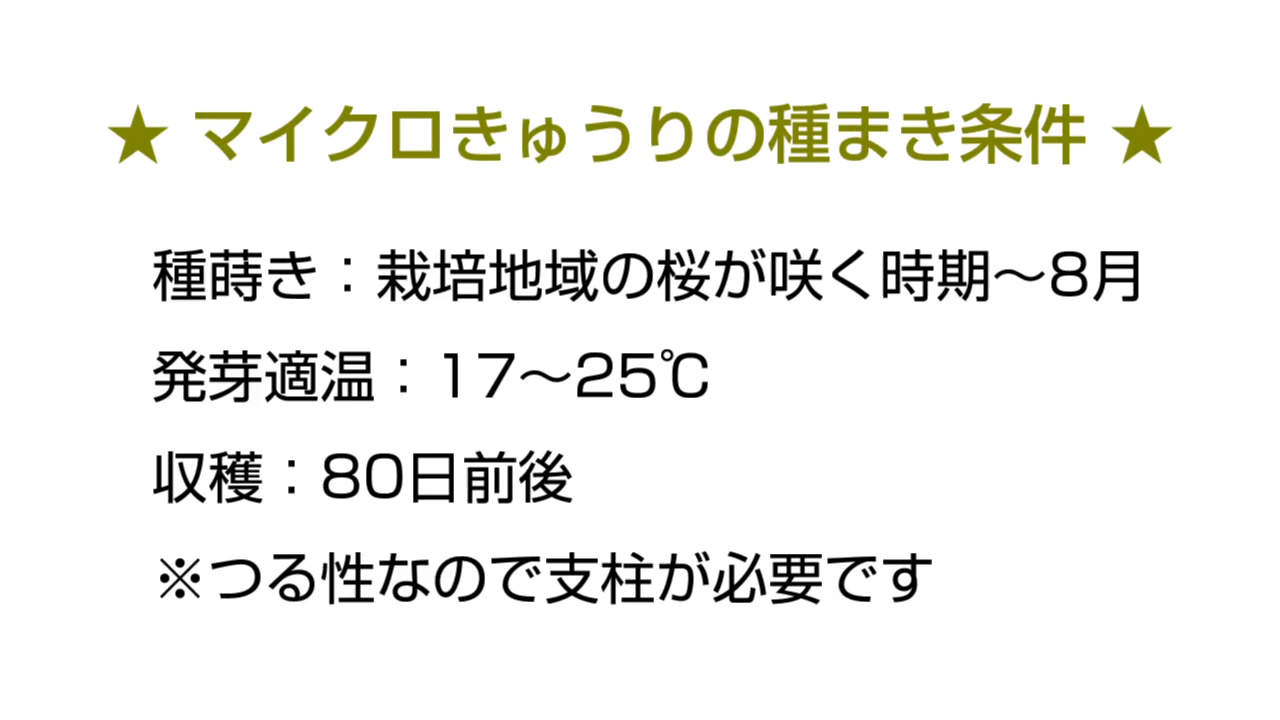 ★ マイクロきゅうりの種まき条件 ★
種蒔き：栽培地域の桜が咲く時期～8月
発芽適温：17～25℃
収穫：80日前後
※つる性なので支柱が必要です